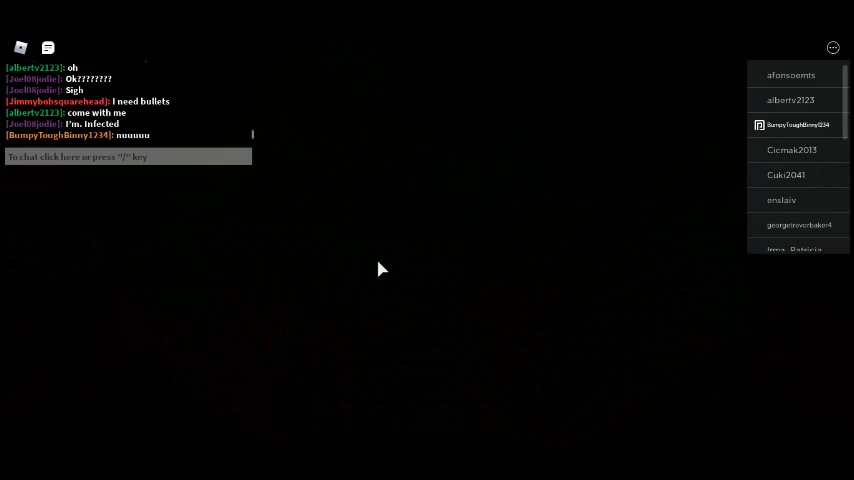 [albertv2123]: oh
[Joel08jodie]: Ok????????
[Joel08jodie]: Sigh
[Jimmybobsquarehead]: I need bullets
[albertv2123]: come with me
[Joel08jodie]: I'm. Infected
[BumpyToughBinny1234]: nuuuuu
To chat click here or press "/" key
afonsoemts
albertv2123
BumpyToughBinny1234
Cicmak2013
Cuki2041
enslaiv
georgetrevorbaker4
Irma_Patricia